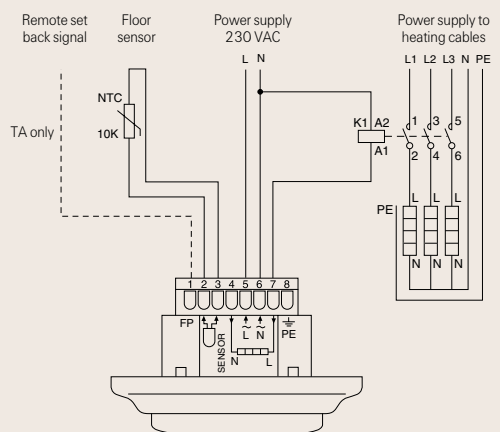 Remote set
back signal
Floor
sensor
Power supply
230 VAC
Power supply to
heating cables
L N
L1 L2 L3 N PE
NTC
10K
TA only
K1 A2
A1
1 3 5
2 4 6
PE
L L L
N N N
1 2 3 4 5 6 7 8
FP
SENSOR
~ ~
L N
PE
N L